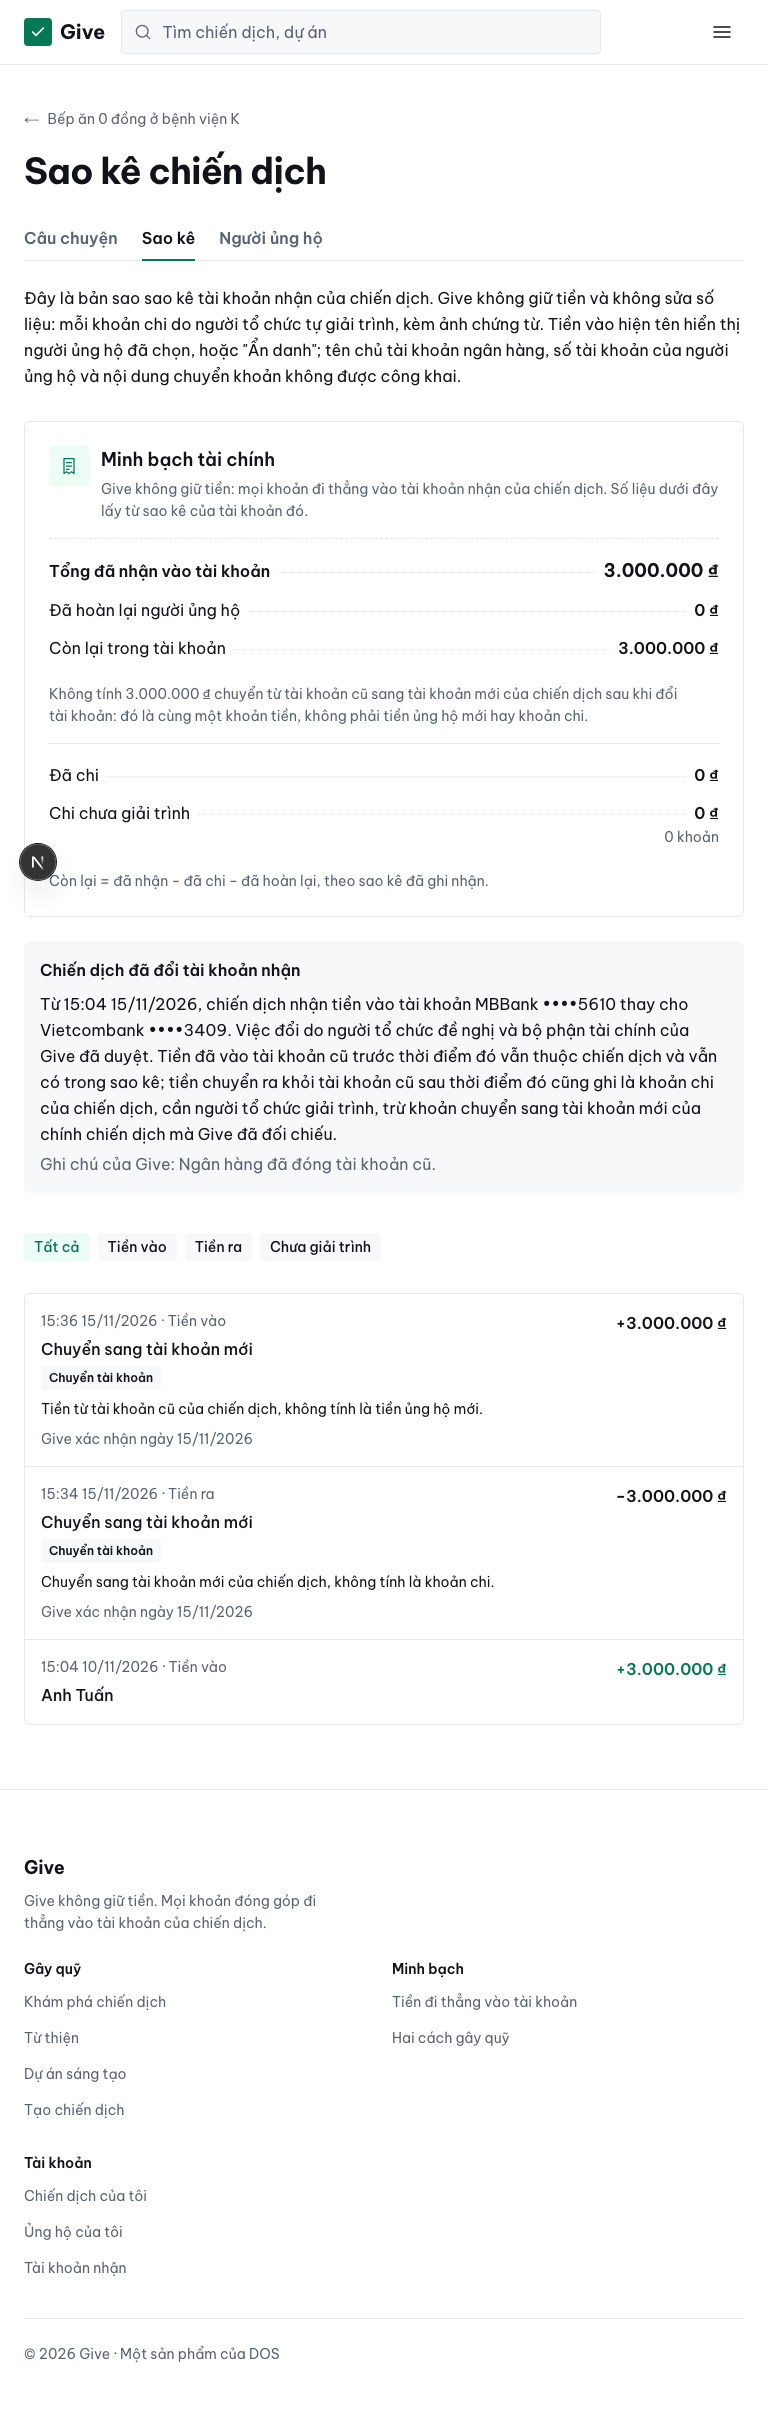 Give
Tìm chiến dịch, dự án
← Bếp ăn 0 đồng ở bệnh viện K
Sao kê chiến dịch
Câu chuyện
Sao kê
Người ủng hộ
Đây là bản sao sao kê tài khoản nhận của chiến dịch. Give không giữ tiền và không sửa số
liệu: mỗi khoản chi do người tổ chức tự giải trình, kèm ảnh chứng từ. Tiền vào hiện tên hiển thị
người ủng hộ đã chọn, hoặc "Ẩn danh"; tên chủ tài khoản ngân hàng, số tài khoản của người
ủng hộ và nội dung chuyển khoản không được công khai.
Minh bạch tài chính
Give không giữ tiền: mọi khoản đi thẳng vào tài khoản nhận của chiến dịch. Số liệu dưới đây
lấy từ sao kê của tài khoản đó.
Tổng đã nhận vào tài khoản 3.000.000 ₫
Đã hoàn lại người ủng hộ 0 ₫
Còn lại trong tài khoản 3.000.000 ₫
Không tính 3.000.000 ₫ chuyển từ tài khoản cũ sang tài khoản mới của chiến dịch sau khi đổi
tài khoản: đó là cùng một khoản tiền, không phải tiền ủng hộ mới hay khoản chi.
Đã chi 0 ₫
Chi chưa giải trình 0 ₫
0 khoản
N
Còn lại = đã nhận − đã chi − đã hoàn lại, theo sao kê đã ghi nhận.
Chiến dịch đã đổi tài khoản nhận
Từ 15:04 15/11/2026, chiến dịch nhận tiền vào tài khoản MBBank ••••5610 thay cho
Vietcombank ••••3409. Việc đổi do người tổ chức đề nghị và bộ phận tài chính của
Give đã duyệt. Tiền đã vào tài khoản cũ trước thời điểm đó vẫn thuộc chiến dịch và vẫn
có trong sao kê; tiền chuyển ra khỏi tài khoản cũ sau thời điểm đó cũng ghi là khoản chi
của chiến dịch, cần người tổ chức giải trình, trừ khoản chuyển sang tài khoản mới của
chính chiến dịch mà Give đã đối chiếu.
Ghi chú của Give: Ngân hàng đã đóng tài khoản cũ.
Tất cả
Tiền vào
Tiền ra
Chưa giải trình
15:36 15/11/2026 · Tiền vào +3.000.000 ₫
Chuyển sang tài khoản mới
Chuyển tài khoản
Tiền từ tài khoản cũ của chiến dịch, không tính là tiền ủng hộ mới.
Give xác nhận ngày 15/11/2026
15:34 15/11/2026 · Tiền ra −3.000.000 ₫
Chuyển sang tài khoản mới
Chuyển tài khoản
Chuyển sang tài khoản mới của chiến dịch, không tính là khoản chi.
Give xác nhận ngày 15/11/2026
15:04 10/11/2026 · Tiền vào +3.000.000 ₫
Anh Tuấn
Give
Give không giữ tiền. Mọi khoản đóng góp đi
thẳng vào tài khoản của chiến dịch.
Gây quỹ
Khám phá chiến dịch
Từ thiện
Dự án sáng tạo
Tạo chiến dịch
Minh bạch
Tiền đi thẳng vào tài khoản
Hai cách gây quỹ
Tài khoản
Chiến dịch của tôi
Ủng hộ của tôi
Tài khoản nhận
© 2026 Give · Một sản phẩm của DOS